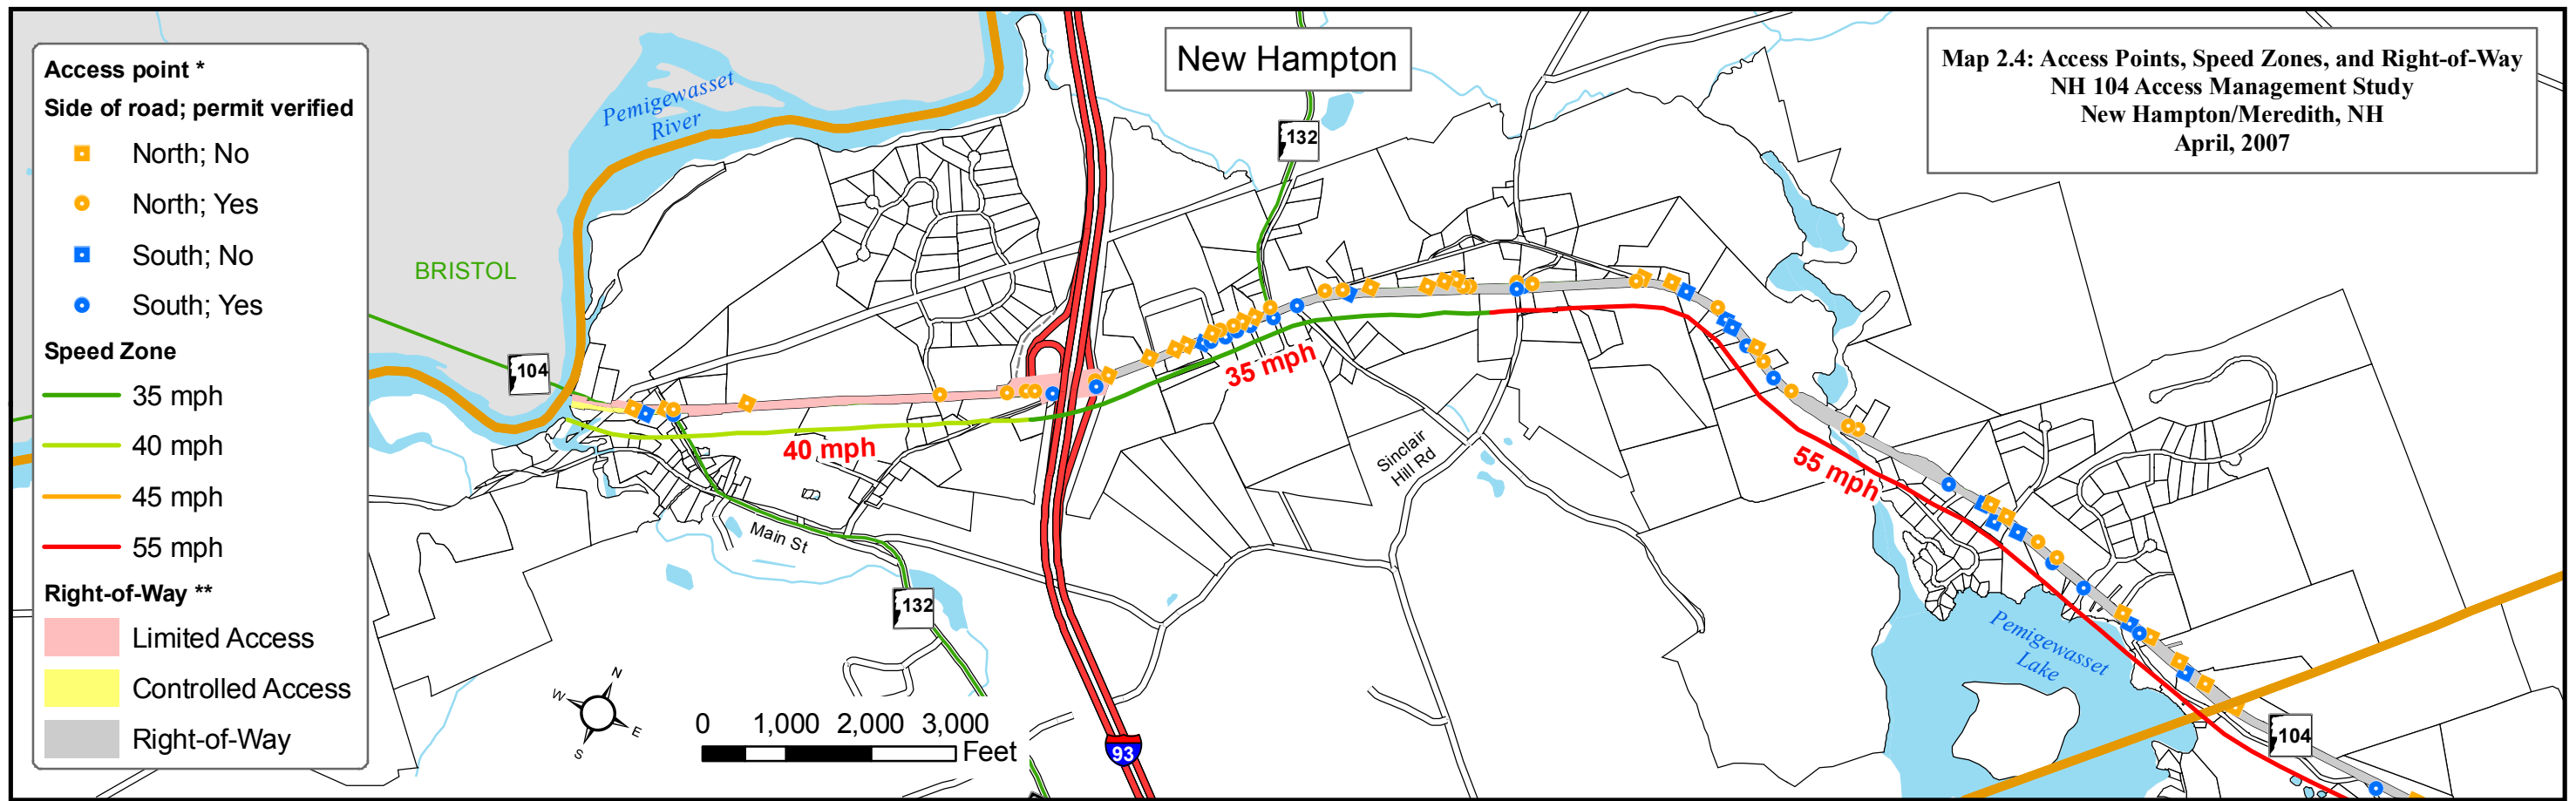 Access point *
Side of road; permit verified
North; No
North; Yes
South; No
South; Yes
Speed Zone
35 mph
40 mph
45 mph
55 mph
Right-of-Way **
Limited Access
Controlled Access
Right-of-Way
New Hampton
Map 2.4: Access Points, Speed Zones, and Right-of-Way
NH 104 Access Management Study
New Hampton/Meredith, NH
April, 2007
Pemigewasset
River
132
BRISTOL
104
35 mph
40 mph
Sinclair
Hill Rd
55 mph
Main St
132
Pemigewasset
Lake
N
W
E
S
0 1,000 2,000 3,000
Feet
93
104